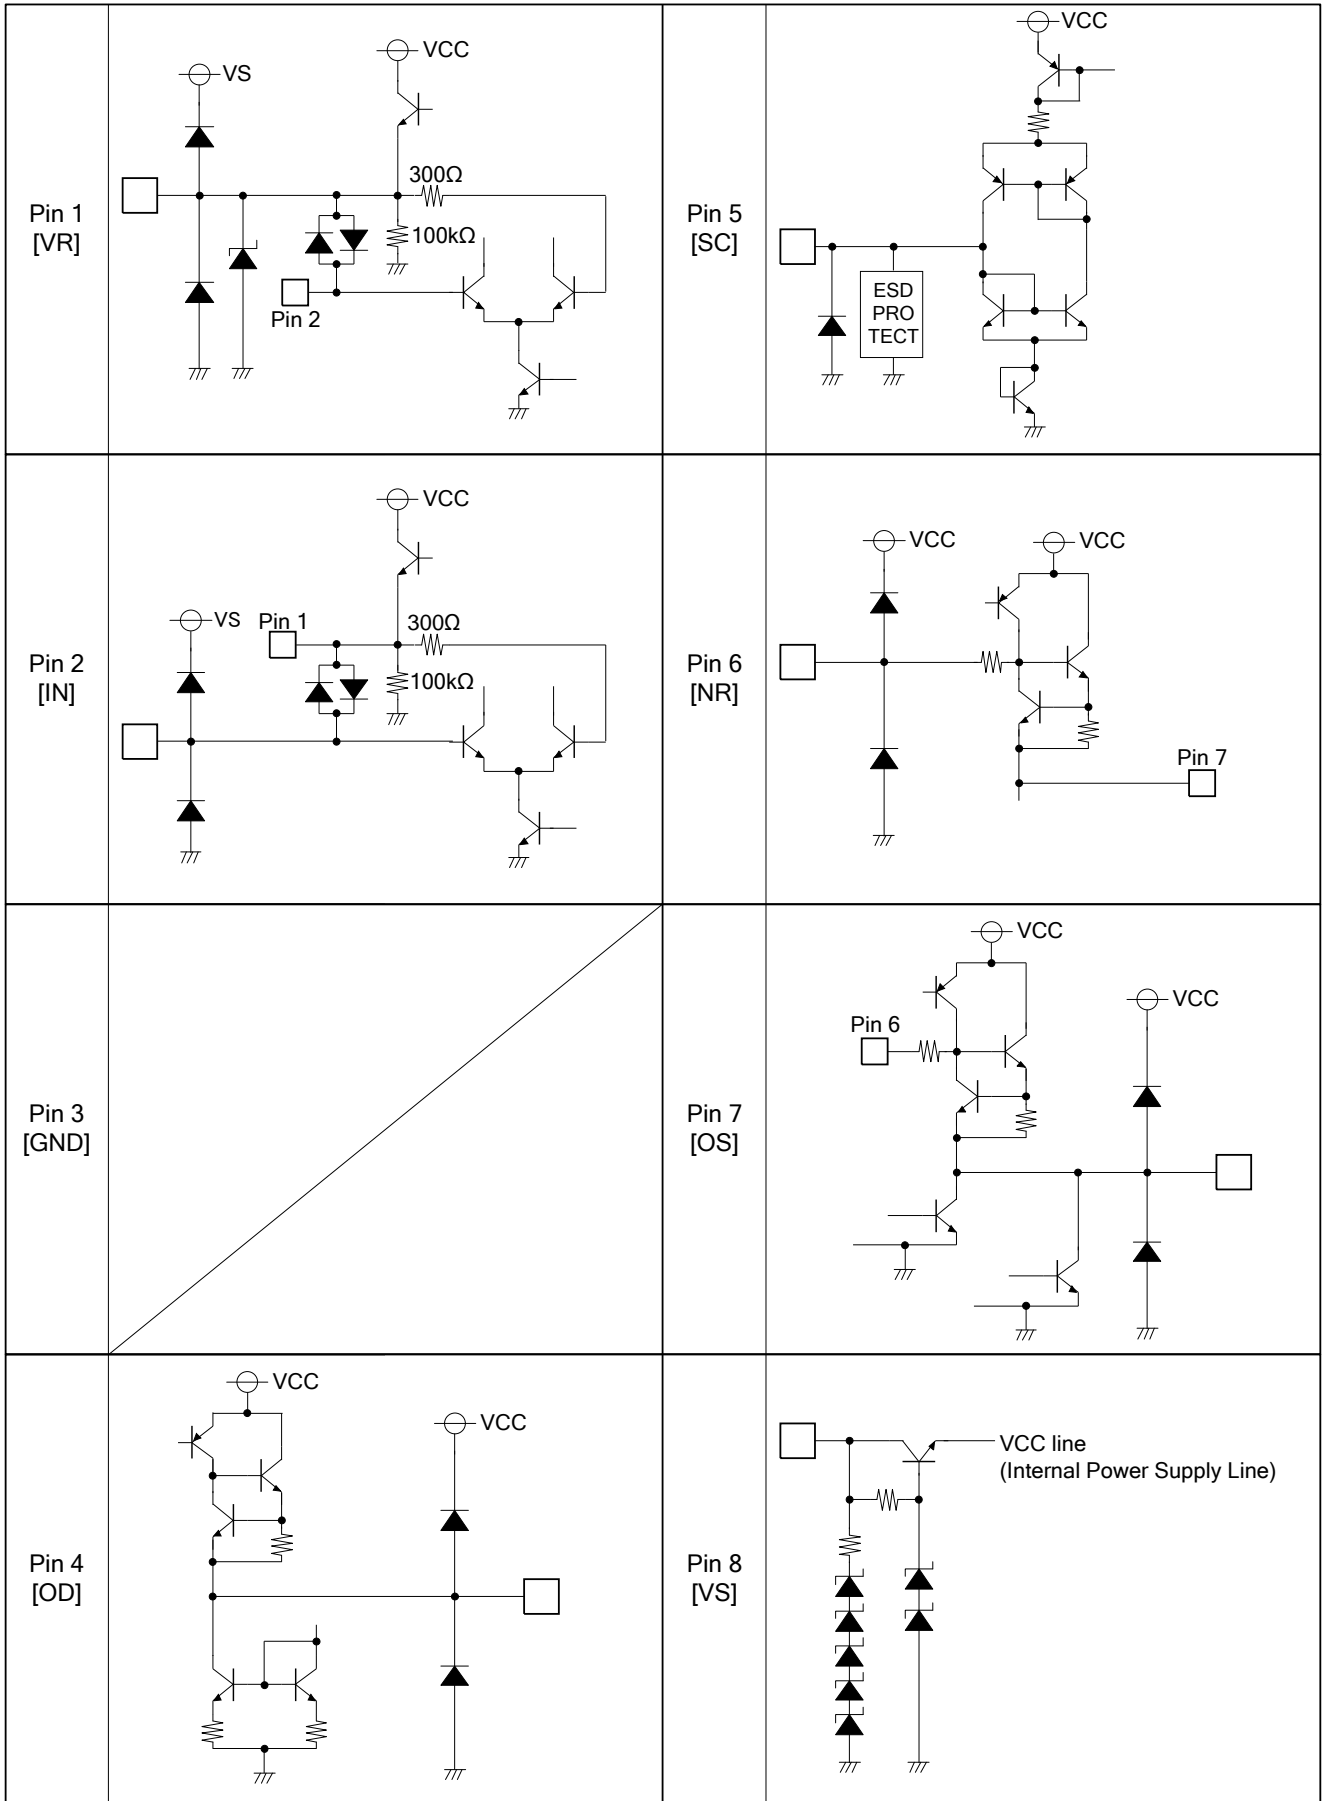 Pin 1
[VR]
VS
VCC
300Ω
100kΩ
Pin 2
Pin 5
[SC]
VCC
ESD
PRO
TECT
Pin 2
[IN]
VCC
VS
Pin 1
300Ω
100kΩ
Pin 6
[NR]
VCC
VCC
Pin 7
Pin 3
[GND]
Pin 7
[OS]
VCC
VCC
Pin 6
Pin 4
[OD]
VCC
VCC
Pin 8
[VS]
VCC line
(Internal Power Supply Line)